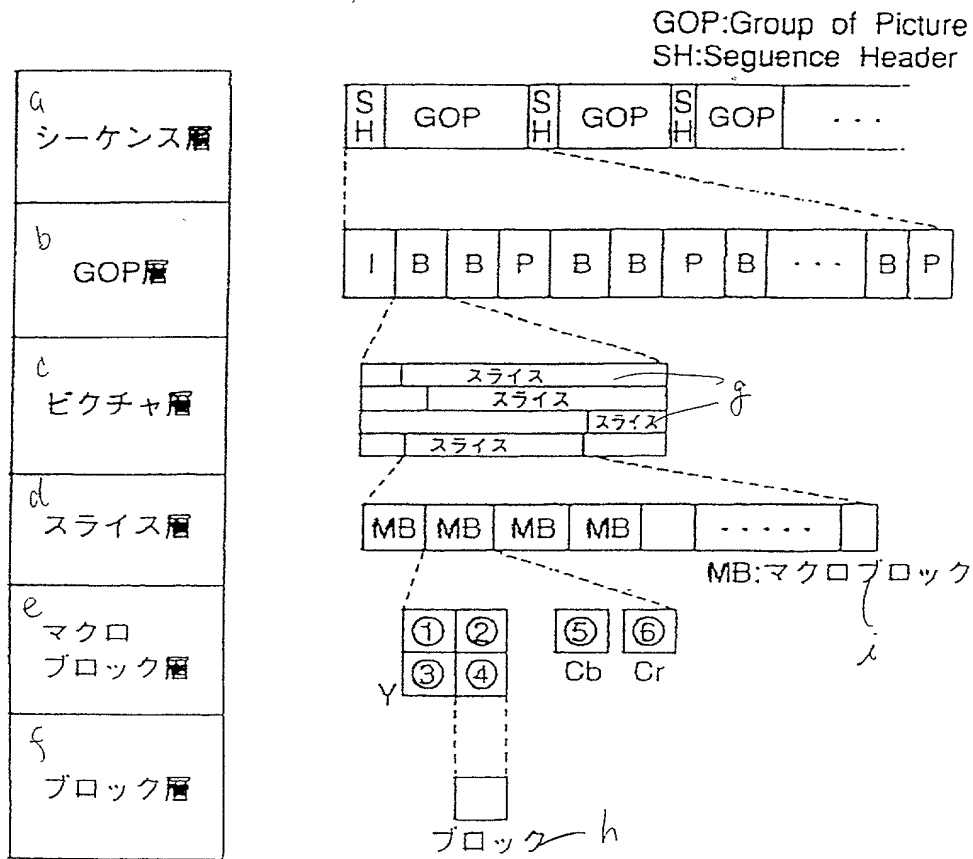 GOP:Group of Picture
SH:Seguence Header
a
シーケンス層
SH GOP SH GOP SH GOP ・・・
b
GOP層
I B B P B B P B ・・・ B P
c
ピクチャ層
スライス
スライス
スライス
スライス
g
d
スライス層
MB MB MB MB ・・・・・
MB:マクロブロック
i
e
マクロ
ブロック層
① ② ⑤ ⑥
③ ④ Cb Cr
Y
f
ブロック層
ブロック h